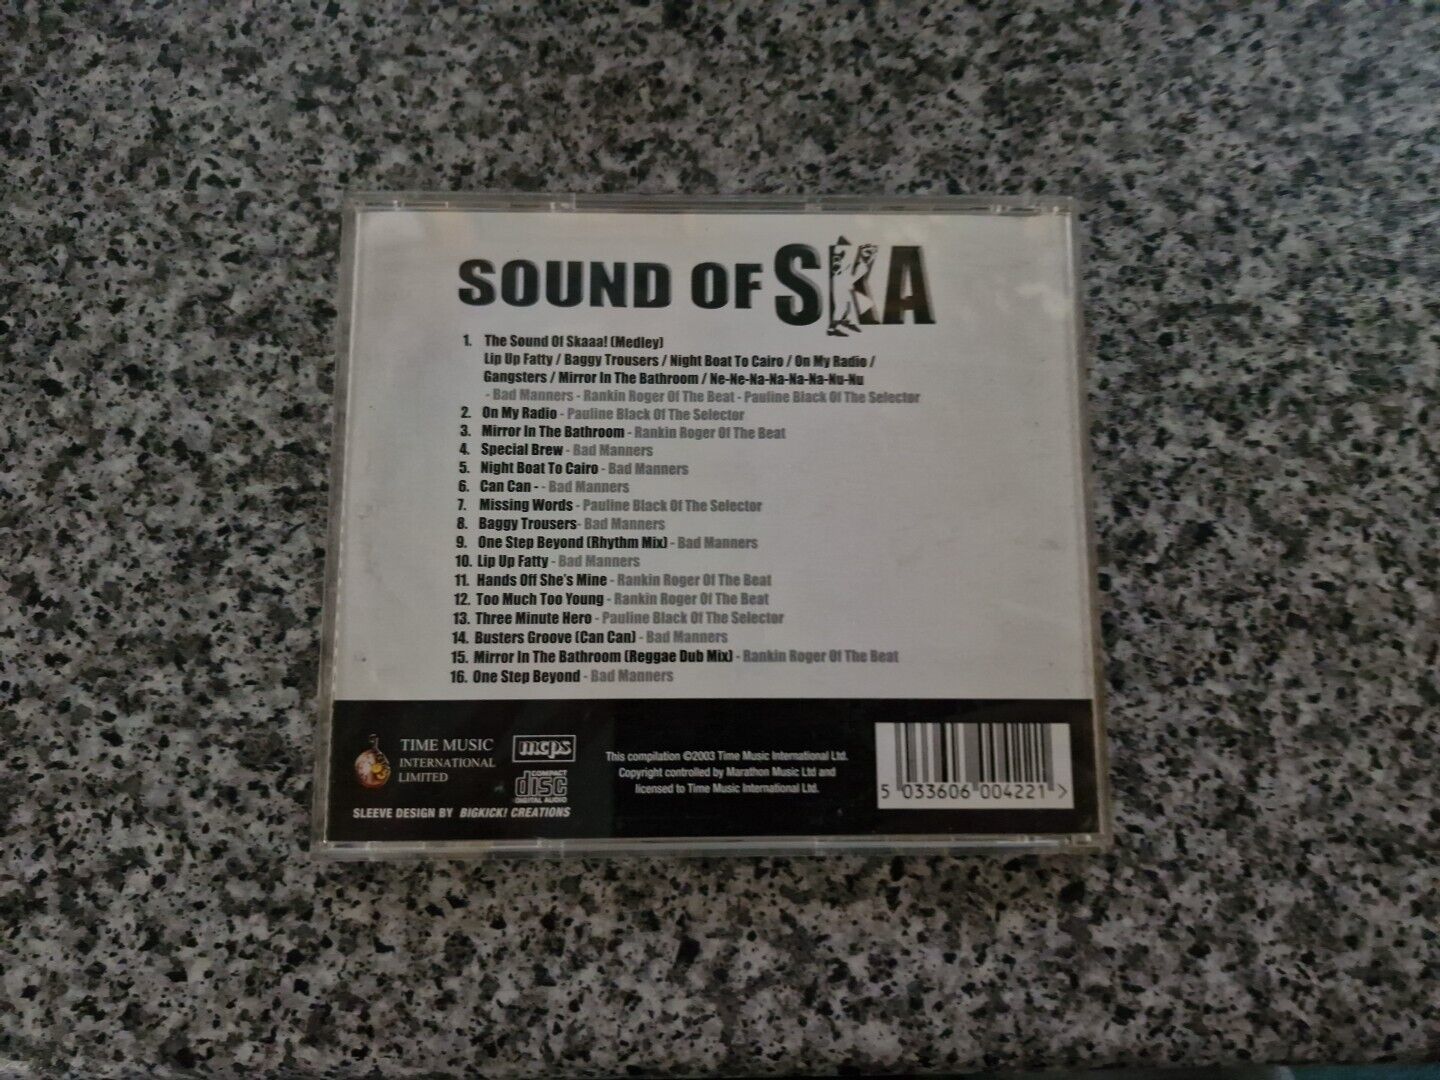 SOUND OF SKA
1. The Sound Of Skaaa! (Medley)
Lip Up Fatty / Baggy Trousers / Night Boat To Cairo / On My Radio /
Gangsters / Mirror In The Bathroom / Ne-Ne-Na-Na-Na-Na-Nu-Nu
- Bad Manners - Rankin Roger Of The Beat - Pauline Black Of The Selector
2. On My Radio - Pauline Black Of The Selector
3. Mirror In The Bathroom - Rankin Roger Of The Beat
4. Special Brew - Bad Manners
5. Night Boat To Cairo - Bad Manners
6. Can Can - - Bad Manners
7. Missing Words - Pauline Black Of The Selector
8. Baggy Trousers- Bad Manners
9. One Step Beyond (Rhythm Mix) - Bad Manners
10. Lip Up Fatty - Bad Manners
11. Hands Off She's Mine - Rankin Roger Of The Beat
12. Too Much Too Young - Rankin Roger Of The Beat
13. Three Minute Hero - Pauline Black Of The Selector
14. Busters Groove (Can Can) - Bad Manners
15. Mirror In The Bathroom (Reggae Dub Mix) - Rankin Roger Of The Beat
16. One Step Beyond - Bad Manners
TIME MUSIC
INTERNATIONAL
LIMITED
mcps
COMPACT
disc
DIGITAL AUDIO
SLEEVE DESIGN BY BIGKICK! CREATIONS
This compilation ©2003 Time Music International Ltd.
Copyright controlled by Marathon Music Ltd and
licensed to Time Music International Ltd.
5 033606 004221 >